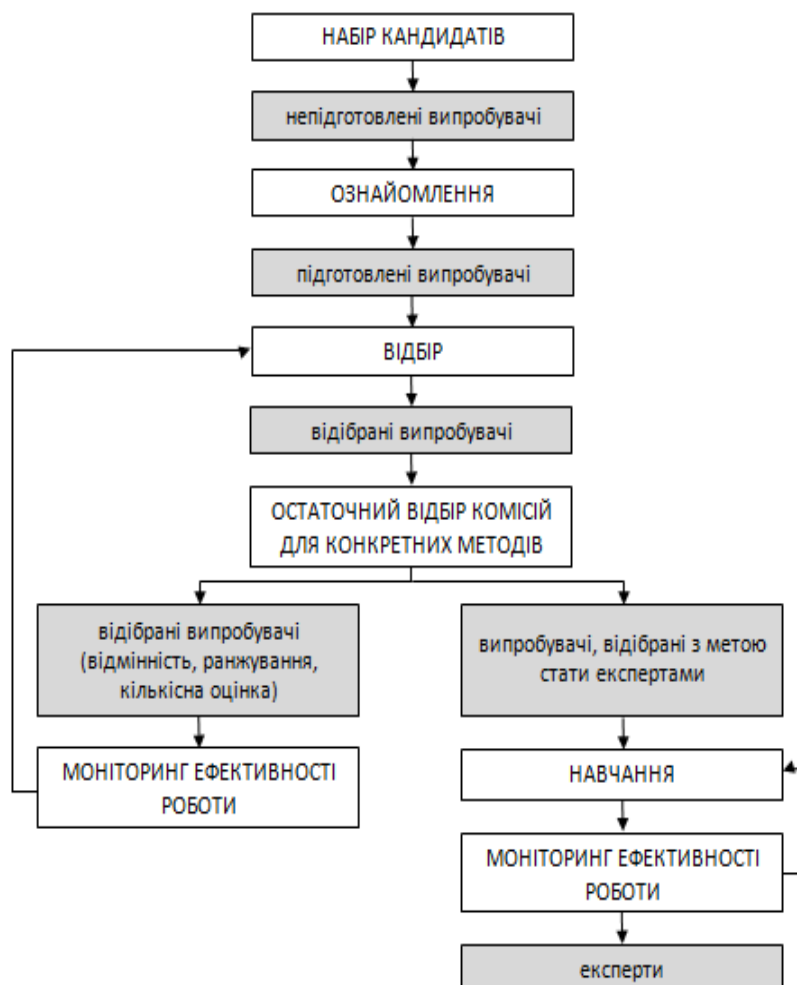 НАБІР КАНДИДАТІВ
непідготовлені випробувачі
ОЗНАЙОМЛЕННЯ
підготовлені випробувачі
ВІДБІР
відібрані випробувачі
ОСТАТОЧНИЙ ВІДБІР КОМІСІЙ
ДЛЯ КОНКРЕТНИХ МЕТОДІВ
відібрані випробувачі
(відмінність, ранжування,
кількісна оцінка)
МОНІТОРИНГ ЕФЕКТИВНОСТІ
РОБОТИ
випробувачі, відібрані з метою
стати експертами
НАВЧАННЯ
МОНІТОРИНГ ЕФЕКТИВНОСТІ
РОБОТИ
експерти